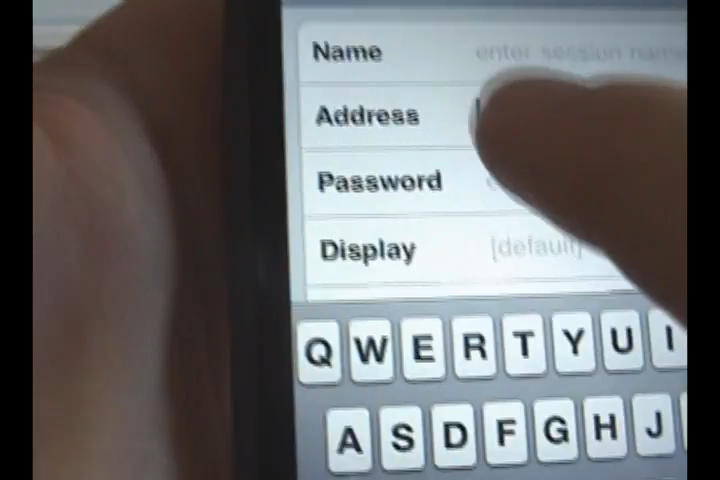 Name enter session name
Address
Password
Display [default]
Q W E R T Y U I
A S D F G H J